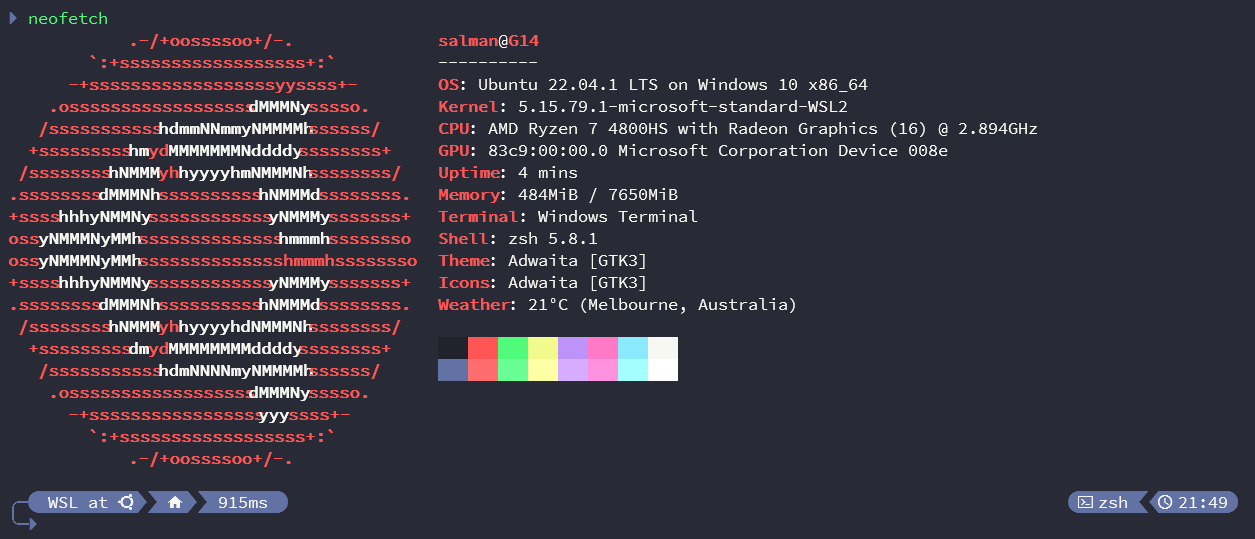 neofetch
.-/+oossssoo+/-.
`:+ssssssssssssssssss+:`
-+ssssssssssssssssssyyssss+-
.ossssssssssssssssssdMMMNysssso.
/ssssssssssshdmmNNmmyNMMMMhssssss/
+ssssssssshmydMMMMMMMNddddyssssssss+
/sssssssshNMMMyhhyyyyhmNMMMNhssssssss/
.ssssssssdMMMNhsssssssssshNMMMdssssssss.
+sssshhhyNMMNyssssssssssssyNMMMysssssss+
ossyNMMMNyMMhsssssssssssssshmmmhssssssso
ossyNMMMNyMMhsssssssssssssshmmmhssssssso
+sssshhhyNMMNyssssssssssssyNMMMysssssss+
.ssssssssdMMMNhsssssssssshNMMMdssssssss.
/sssssssshNMMMyhhyyyyhdNMMMNhssssssss/
+sssssssssdmydMMMMMMMMddddyssssssss+
/ssssssssssshdmNNNNmyNMMMMhssssss/
.ossssssssssssssssssdMMMNysssso.
-+sssssssssssssssssyyyssss+-
`:+ssssssssssssssssss+:`
.-/+oossssoo+/-.
salman@G14
----------
OS: Ubuntu 22.04.1 LTS on Windows 10 x86_64
Kernel: 5.15.79.1-microsoft-standard-WSL2
CPU: AMD Ryzen 7 4800HS with Radeon Graphics (16) @ 2.894GHz
GPU: 83c9:00:00.0 Microsoft Corporation Device 008e
Uptime: 4 mins
Memory: 484MiB / 7650MiB
Terminal: Windows Terminal
Shell: zsh 5.8.1
Theme: Adwaita [GTK3]
Icons: Adwaita [GTK3]
Weather: 21°C (Melbourne, Australia)
WSL at 915ms zsh 21:49